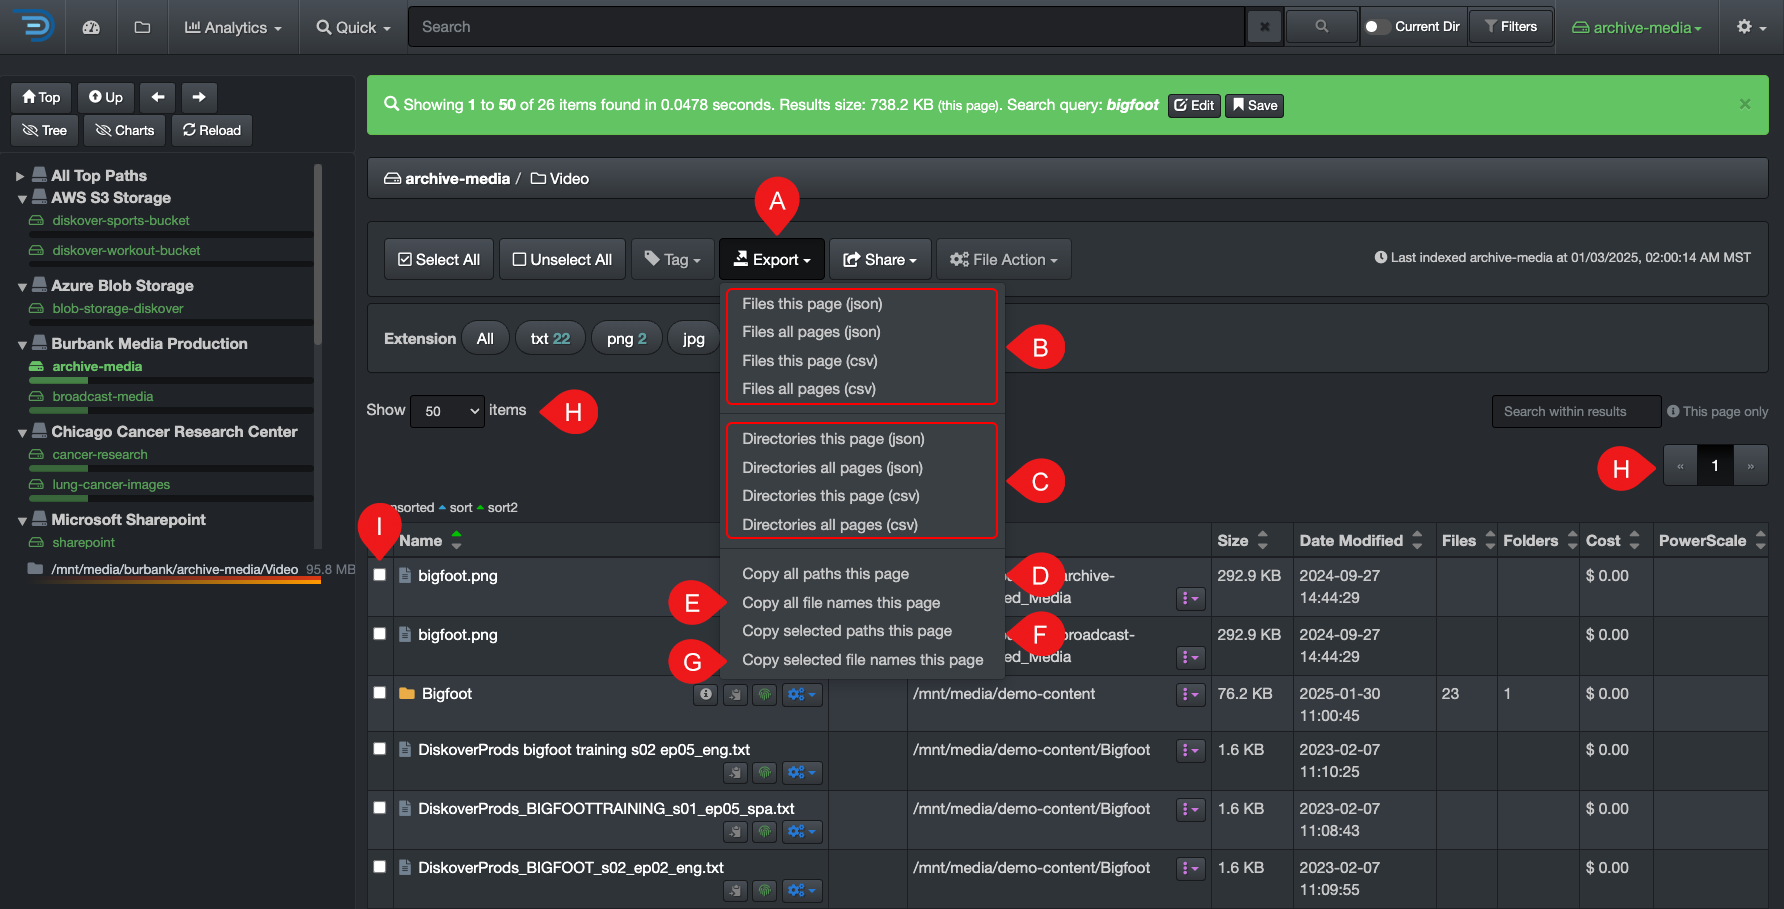 Analytics
Quick
Search
Current Dir
Filters
archive-media
Top
Up
Tree
Charts
Reload
Showing 1 to 50 of 26 items found in 0.0478 seconds. Results size: 738.2 KB (this page). Search query: bigfoot
Edit
Save
×
All Top Paths
AWS S3 Storage
diskover-sports-bucket
diskover-workout-bucket
Azure Blob Storage
blob-storage-diskover
Burbank Media Production
archive-media
broadcast-media
Chicago Cancer Research Center
cancer-research
lung-cancer-images
Microsoft Sharepoint
sharepoint
/mnt/media/burbank/archive-media/Video 95.8 MB
archive-media / Video
A
Select All
Unselect All
Tag
Export
Share
File Action
Last indexed archive-media at 01/03/2025, 02:00:14 AM MST
Extension All txt 22 png 2 jpg
Files this page (json)
Files all pages (json)
Files this page (csv)
Files all pages (csv)
B
Directories this page (json)
Directories all pages (json)
Directories this page (csv)
Directories all pages (csv)
C
Copy all paths this page
D
Copy all file names this page
E
Copy selected paths this page
F
Copy selected file names this page
G
Show 50 items
H
Search within results
This page only
H
« 1 »
sort sort2
I
Name Size Date Modified Files Folders Cost PowerScale
bigfoot.png archive- 292.9 KB 2024-09-27 $ 0.00
ed_Media 14:44:29
bigfoot.png broadcast- 292.9 KB 2024-09-27 $ 0.00
ed_Media 14:44:29
Bigfoot /mnt/media/demo-content 76.2 KB 2025-01-30 23 1 $ 0.00
11:00:45
DiskoverProds bigfoot training s02 ep05_eng.txt /mnt/media/demo-content/Bigfoot 1.6 KB 2023-02-07 $ 0.00
11:10:25
DiskoverProds_BIGFOOTTRAINING_s01_ep05_spa.txt /mnt/media/demo-content/Bigfoot 1.6 KB 2023-02-07 $ 0.00
11:08:43
DiskoverProds_BIGFOOT_s02_ep02_eng.txt /mnt/media/demo-content/Bigfoot 1.6 KB 2023-02-07 $ 0.00
11:09:55